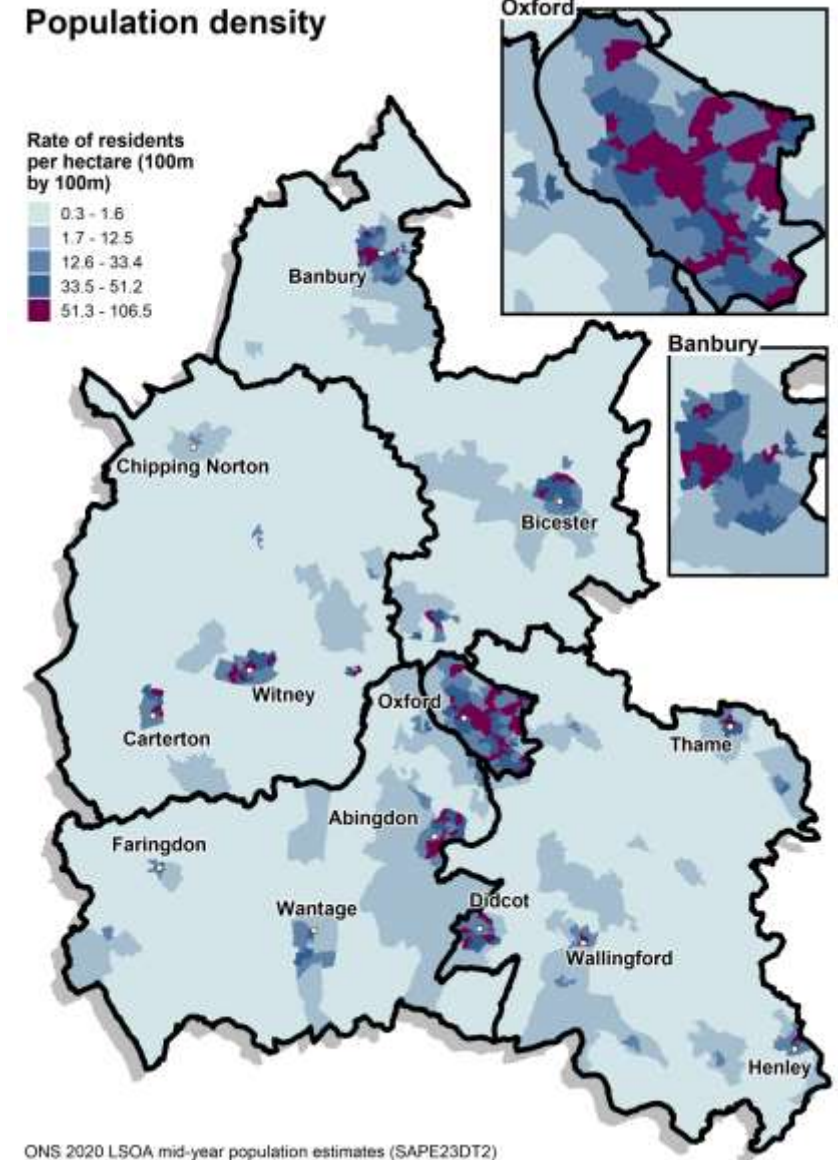 Population density
Oxford
Rate of residents
per hectare (100m
by 100m)
0.3 - 1.6
1.7 - 12.5
12.6 - 33.4
33.5 - 51.2
51.3 - 106.5
Banbury
Banbury
Chipping Norton
Bicester
Witney
Oxford
Carterton
Thame
Abingdon
Faringdon
Didcot
Wantage
Wallingford
Henley
ONS 2020 LSOA mid-year population estimates (SAPE23DT2)